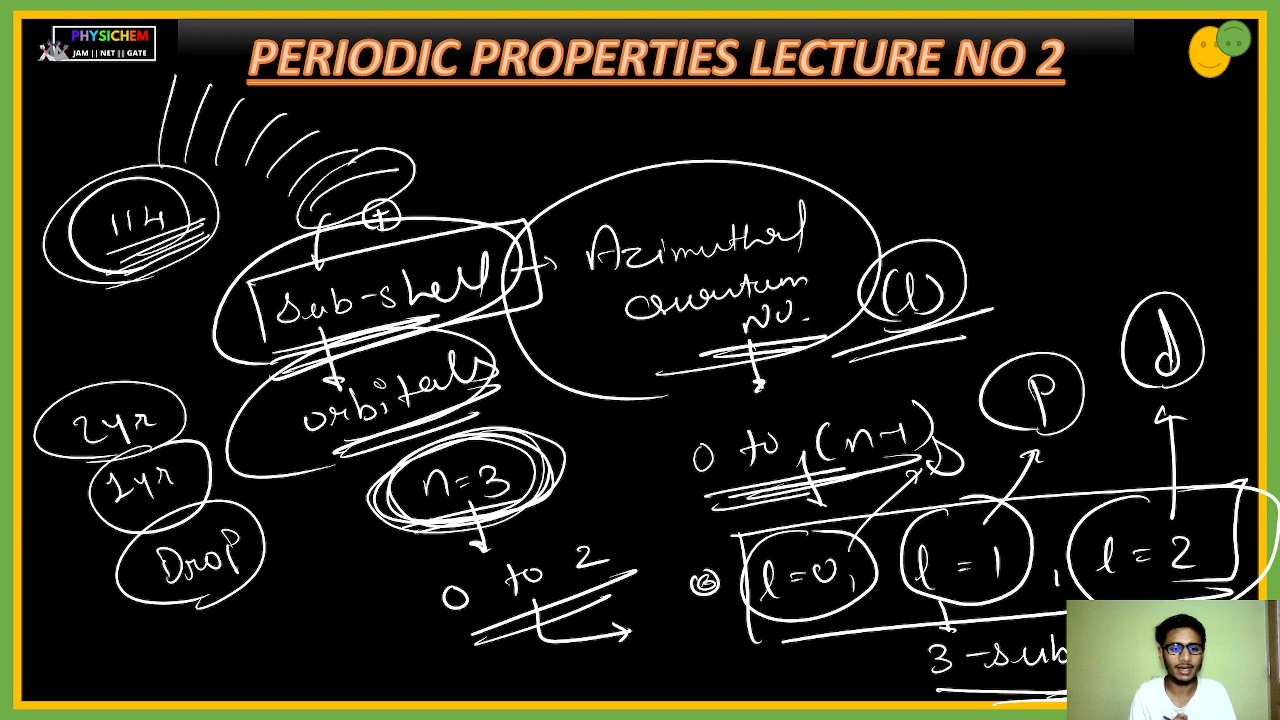 PHYSICHEM
JAM || NET || GATE
PERIODIC PROPERTIES LECTURE NO 2
114
+
sub-shell → Azimuthal
quantum
No.
(l)
orbitals
d
p
2yr
1yr
Drop
n=3
0 to (n-1)
s
0 to 2
l=0, l=1, l=2
3-sub